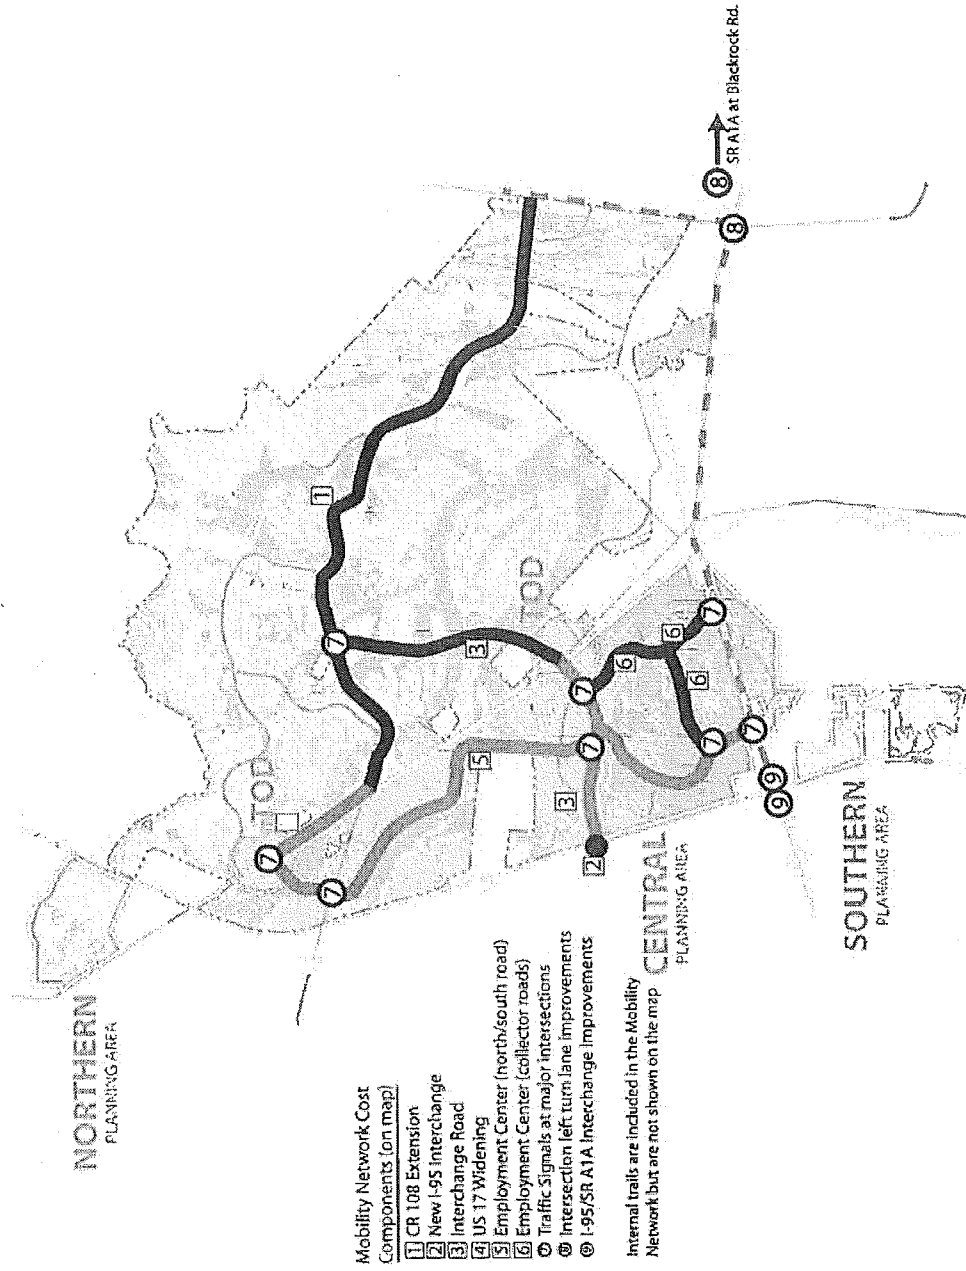 NORTHERN
PLANNING AREA
TOD
TOD
CENTRAL
PLANNING AREA
SOUTHERN
PLANNING AREA
SR A1A at Blackrock Rd.
1
3
5
3
2
6
6
6
7
7
7
7
7
7
7
7
8
8
9
9
Mobility Network Cost
Components (on map)
1 CR 108 Extension
2 New I-95 Interchange
3 Interchange Road
4 US 17 Widening
5 Employment Center (north/south road)
6 Employment Center (collector roads)
7 Traffic Signals at major intersections
8 Intersection left turn lane improvements
9 I-95/SR A1A Interchange Improvements
Internal trails are included in the Mobility
Network but are not shown on the map